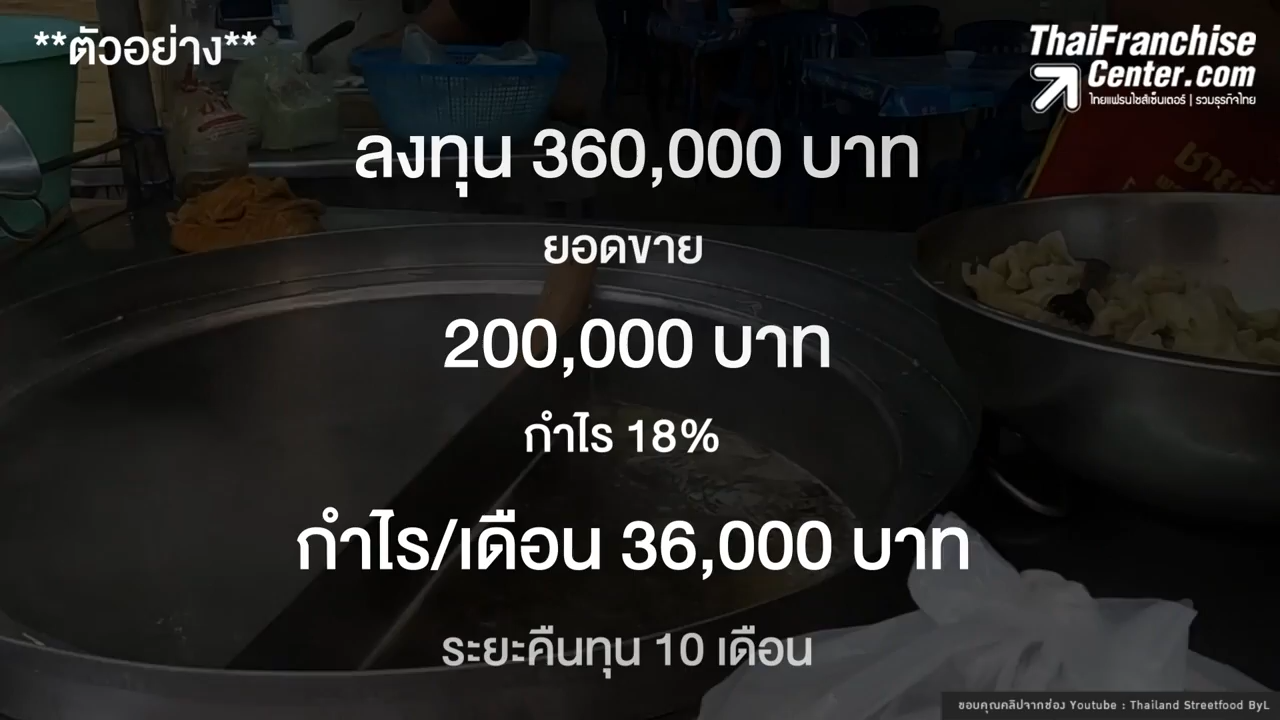 **ตัวอย่าง**
ThaiFranchise
Center.com
ไทยแฟรนไชส์เซ็นเตอร์ | รวมธุรกิจไทย
ลงทุน 360,000 บาท
ยอดขาย
200,000 บาท
กำไร 18%
กำไร/เดือน 36,000 บาท
ระยะคืนทุน 10 เดือน
ขอบคุณคลิปจากช่อง Youtube : Thailand Streetfood ByL